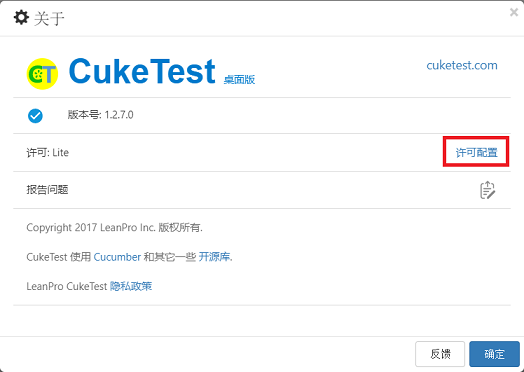 关于
CT CukeTest 桌面版 cuketest.com
版本号: 1.2.7.0
许可: Lite 许可配置
报告问题
Copyright 2017 LeanPro Inc. 版权所有.
CukeTest 使用 Cucumber 和其它一些 开源库.
LeanPro CukeTest 隐私政策
反馈 确定